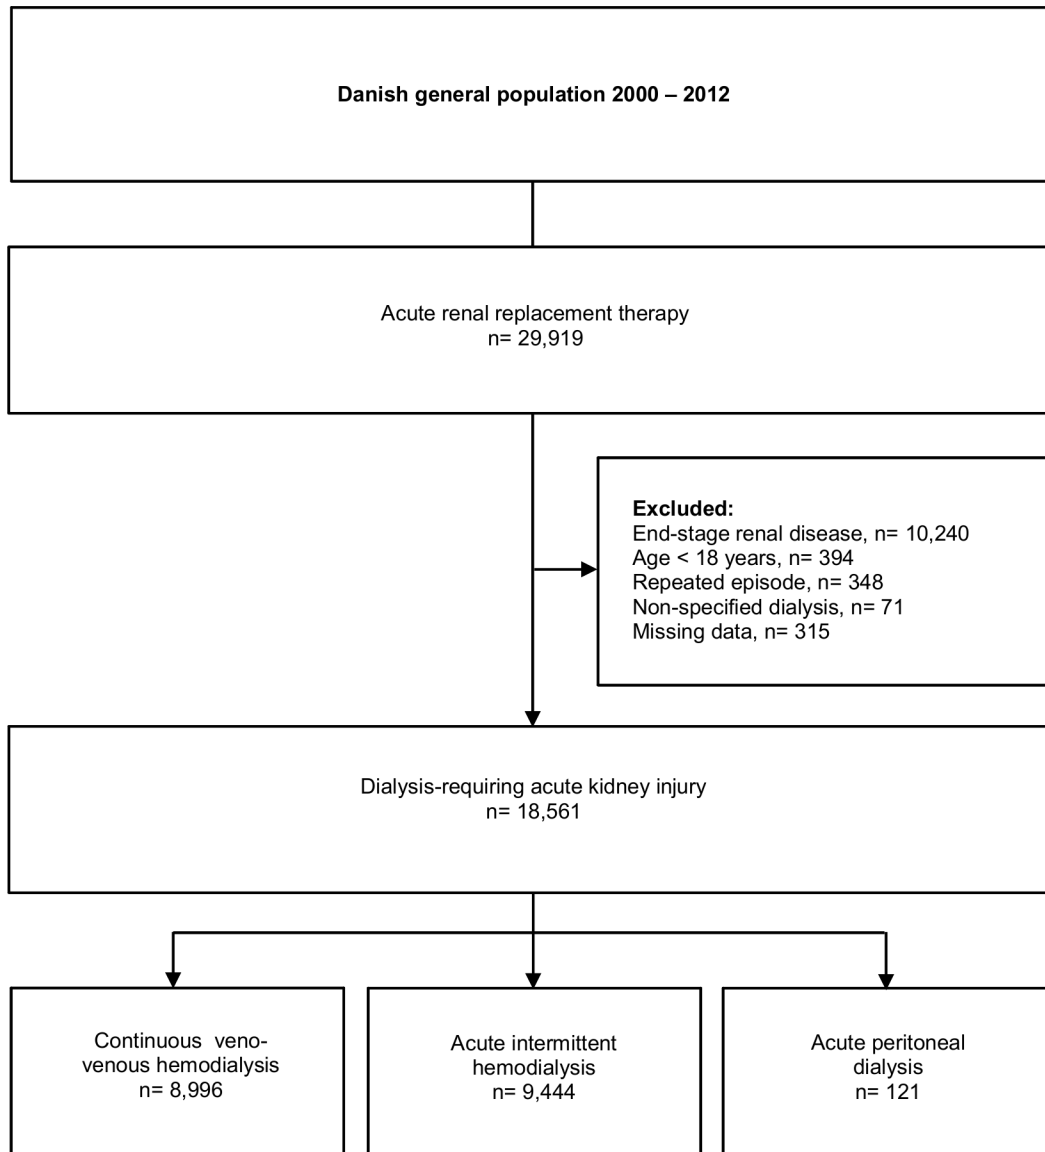 Danish general population 2000 – 2012
Acute renal replacement therapy
n= 29,919
Excluded:
End-stage renal disease, n= 10,240
Age < 18 years, n= 394
Repeated episode, n= 348
Non-specified dialysis, n= 71
Missing data, n= 315
Dialysis-requiring acute kidney injury
n= 18,561
Continuous veno-
venous hemodialysis
n= 8,996
Acute intermittent
hemodialysis
n= 9,444
Acute peritoneal
dialysis
n= 121